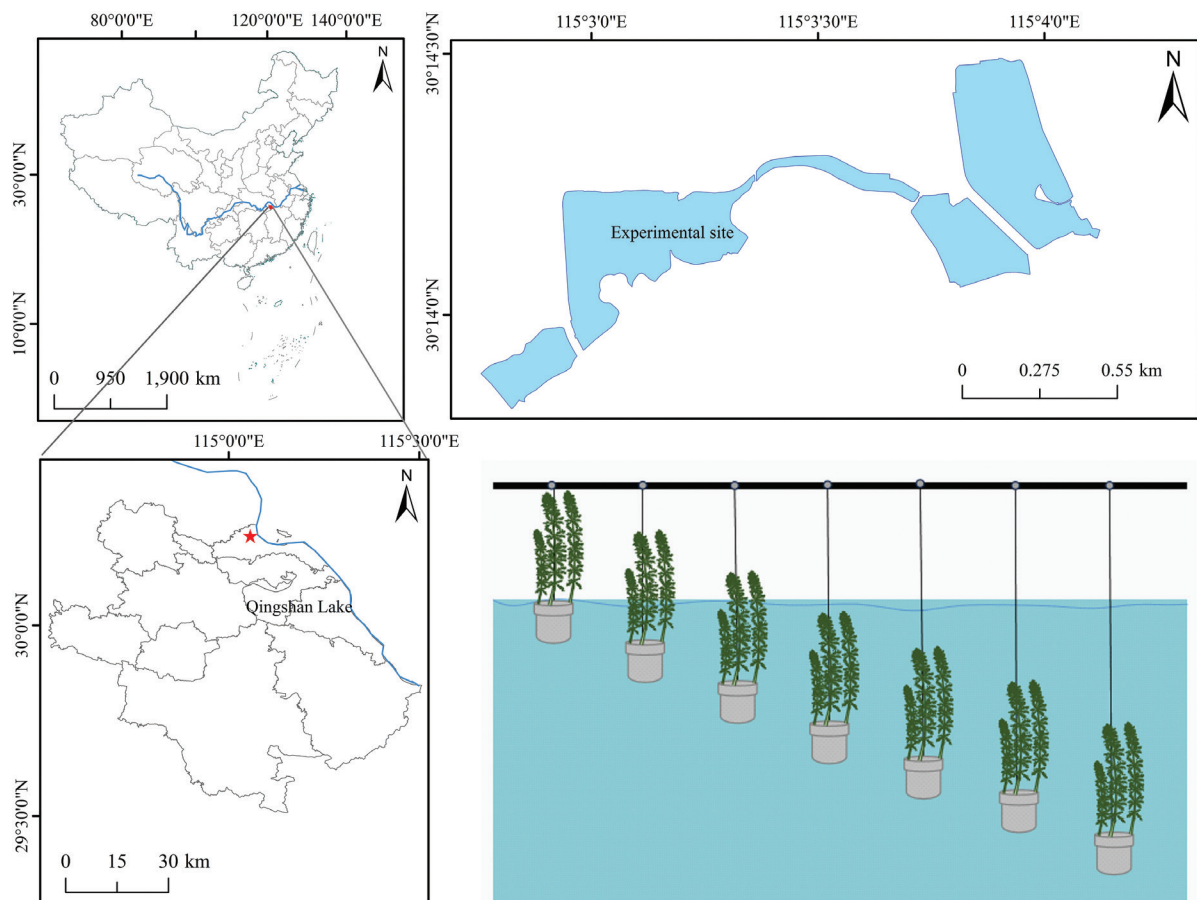 80°0'0"E
120°0'0"E
140°0'0"E
N
30°0'0"N
10°0'0"N
0 950 1,900 km
115°3'0"E
115°3'30"E
115°4'0"E
30°14'30"N
N
Experimental site
30°14'0"N
0 0.275 0.55 km
115°0'0"E
115°30'0"E
N
Qingshan Lake
30°0'0"N
29°30'0"N
0 15 30 km